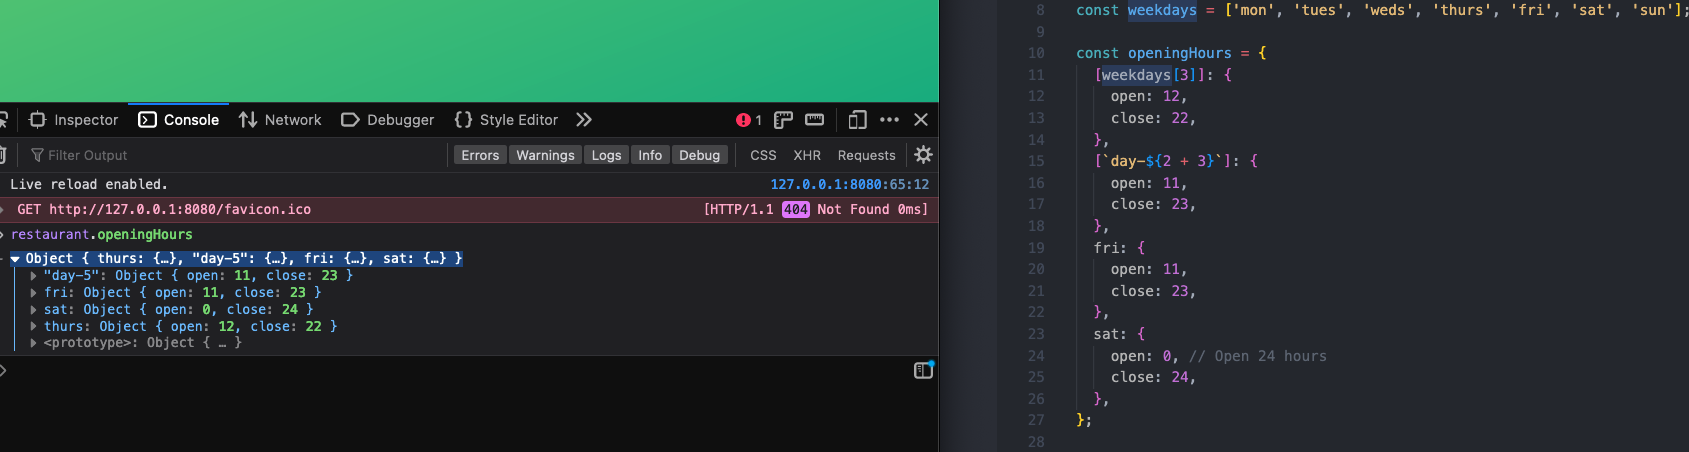 Inspector Console Network Debugger Style Editor 1
Filter Output Errors Warnings Logs Info Debug CSS XHR Requests
Live reload enabled. 127.0.0.1:8080:65:12
GET http://127.0.0.1:8080/favicon.ico [HTTP/1.1 404 Not Found 0ms]
restaurant.openingHours
Object { thurs: {…}, "day-5": {…}, fri: {…}, sat: {…} }
"day-5": Object { open: 11, close: 23 }
fri: Object { open: 11, close: 23 }
sat: Object { open: 0, close: 24 }
thurs: Object { open: 12, close: 22 }
<prototype>: Object { … }
8 const weekdays = ['mon', 'tues', 'weds', 'thurs', 'fri', 'sat', 'sun'];
9
10 const openingHours = {
11 [weekdays[3]]: {
12 open: 12,
13 close: 22,
14 },
15 [`day-${2 + 3}`]: {
16 open: 11,
17 close: 23,
18 },
19 fri: {
20 open: 11,
21 close: 23,
22 },
23 sat: {
24 open: 0, // Open 24 hours
25 close: 24,
26 },
27 };
28